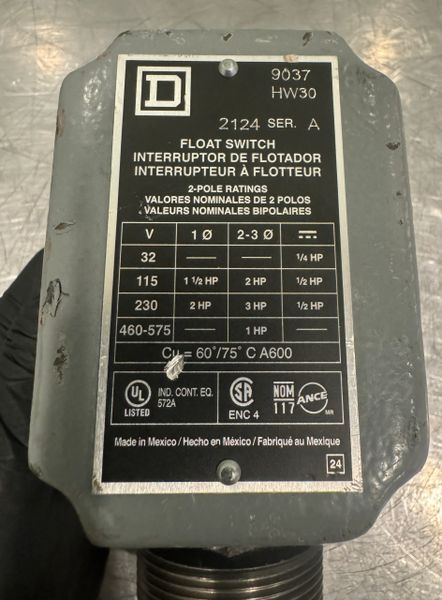 D
9037
HW30
2124 SER. A
FLOAT SWITCH
INTERRUPTOR DE FLOTADOR
INTERRUPTEUR À FLOTTEUR
2-POLE RATINGS
VALORES NOMINALES DE 2 POLOS
VALEURS NOMINALES BIPOLAIRES
V 1 Ø 2-3 Ø ⎓
32 —— —— 1/4 HP
115 1 1/2 HP 2 HP 1/2 HP
230 2 HP 3 HP 1/2 HP
460-575 —— 1 HP ——
Cu = 60°/75° C A600
UL LISTED IND. CONT. EQ. 572A
SA ENC 4
NOM 117
ANCE MR
Made in Mexico / Hecho en México / Fabriqué au Mexique
24